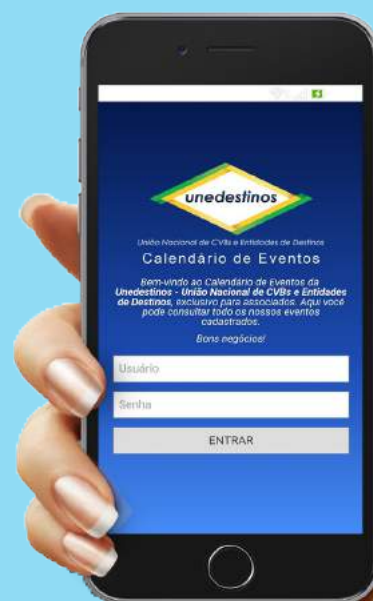 unedestinos
União Nacional de CVBs e Entidades de Destinos
Calendário de Eventos
Bem-vindo ao Calendário de Eventos da
Unedestinos - União Nacional de CVBs e Entidades
de Destinos, exclusivo para associados. Aqui você
pode consultar todo os nossos eventos
cadastrados.
Bons negócios!
Usuário
Senha
ENTRAR